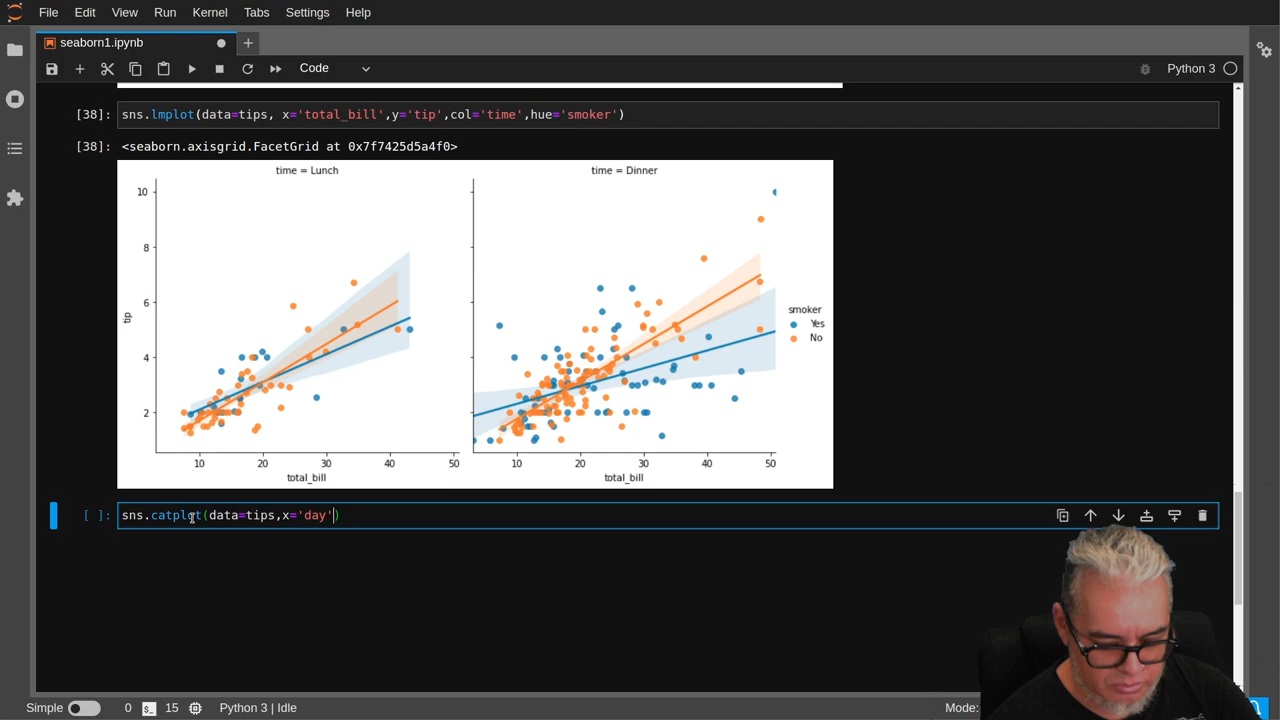 File Edit View Run Kernel Tabs Settings Help
seaborn1.ipynb
Code
Python 3
[38]: sns.lmplot(data=tips, x='total_bill',y='tip',col='time',hue='smoker')
[38]: <seaborn.axisgrid.FacetGrid at 0x7f7425d5a4f0>
time = Lunch
time = Dinner
10
8
6
4
2
tip
10 20 30 40 50
total_bill
10 20 30 40 50
total_bill
smoker
Yes
No
[ ]: sns.catplot(data=tips,x='day')
Simple 0 $_ 15 Python 3 | Idle
Mode: